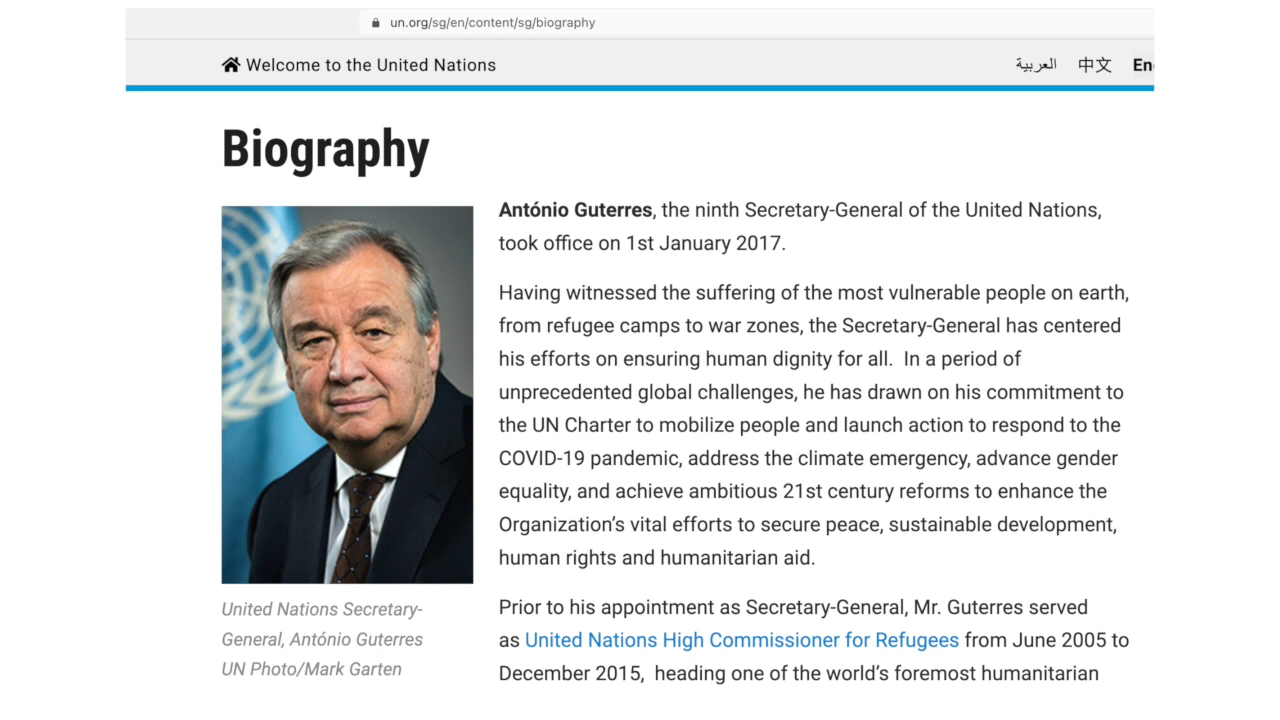 un.org/sg/en/content/sg/biography
Welcome to the United Nations
العربية
中文
En
Biography
António Guterres, the ninth Secretary-General of the United Nations,
took office on 1st January 2017.
Having witnessed the suffering of the most vulnerable people on earth,
from refugee camps to war zones, the Secretary-General has centered
his efforts on ensuring human dignity for all.  In a period of
unprecedented global challenges, he has drawn on his commitment to
the UN Charter to mobilize people and launch action to respond to the
COVID-19 pandemic, address the climate emergency, advance gender
equality, and achieve ambitious 21st century reforms to enhance the
Organization’s vital efforts to secure peace, sustainable development,
human rights and humanitarian aid.
Prior to his appointment as Secretary-General, Mr. Guterres served
as United Nations High Commissioner for Refugees from June 2005 to
December 2015,  heading one of the world’s foremost humanitarian
United Nations Secretary-
General, António Guterres
UN Photo/Mark Garten